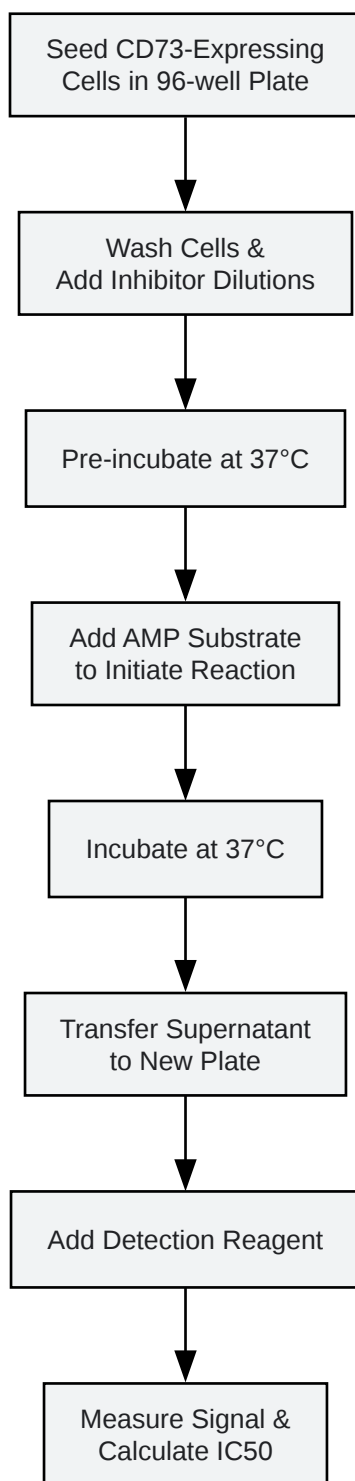 Seed CD73-Expressing
Cells in 96-well Plate
Wash Cells &
Add Inhibitor Dilutions
Pre-incubate at 37°C
Add AMP Substrate
to Initiate Reaction
Incubate at 37°C
Transfer Supernatant
to New Plate
Add Detection Reagent
Measure Signal &
Calculate IC50